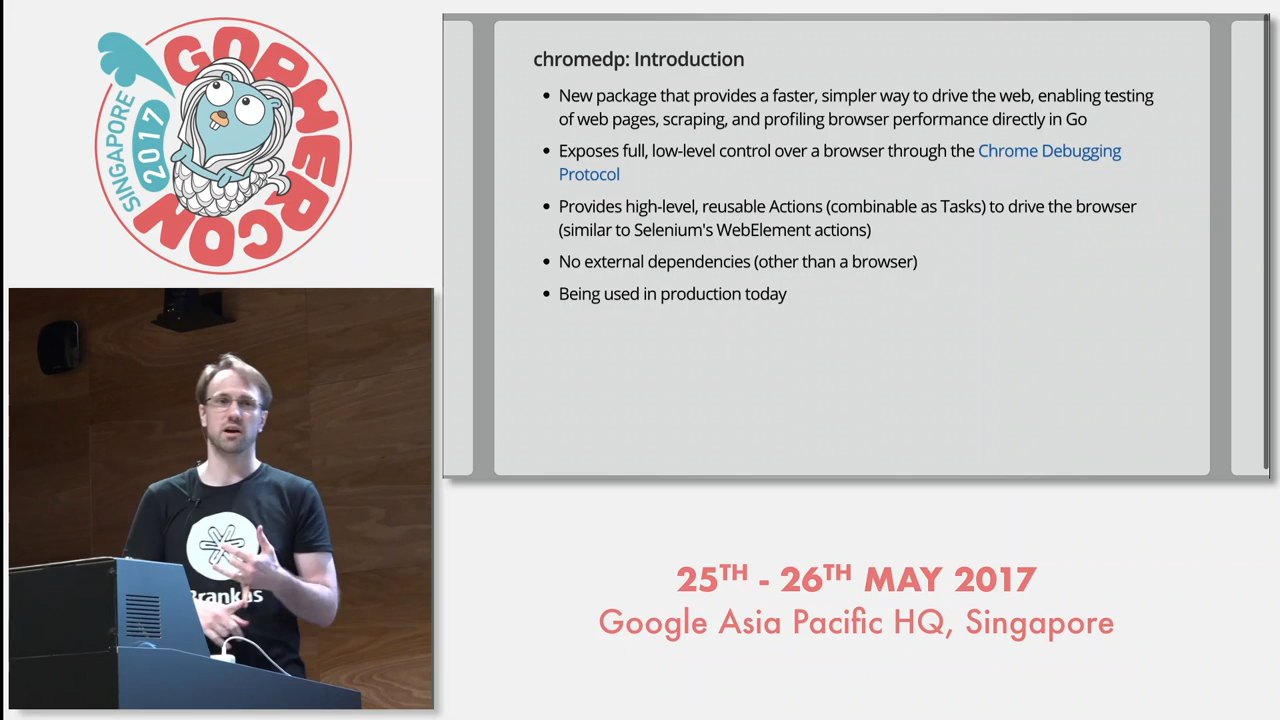 GOPHERCON
SINGAPORE
2017
chromedp: Introduction
• New package that provides a faster, simpler way to drive the web, enabling testing
of web pages, scraping, and profiling browser performance directly in Go
• Exposes full, low-level control over a browser through the Chrome Debugging
Protocol
• Provides high-level, reusable Actions (combinable as Tasks) to drive the browser
(similar to Selenium's WebElement actions)
• No external dependencies (other than a browser)
• Being used in production today
Brankas
25TH - 26TH MAY 2017
Google Asia Pacific HQ, Singapore